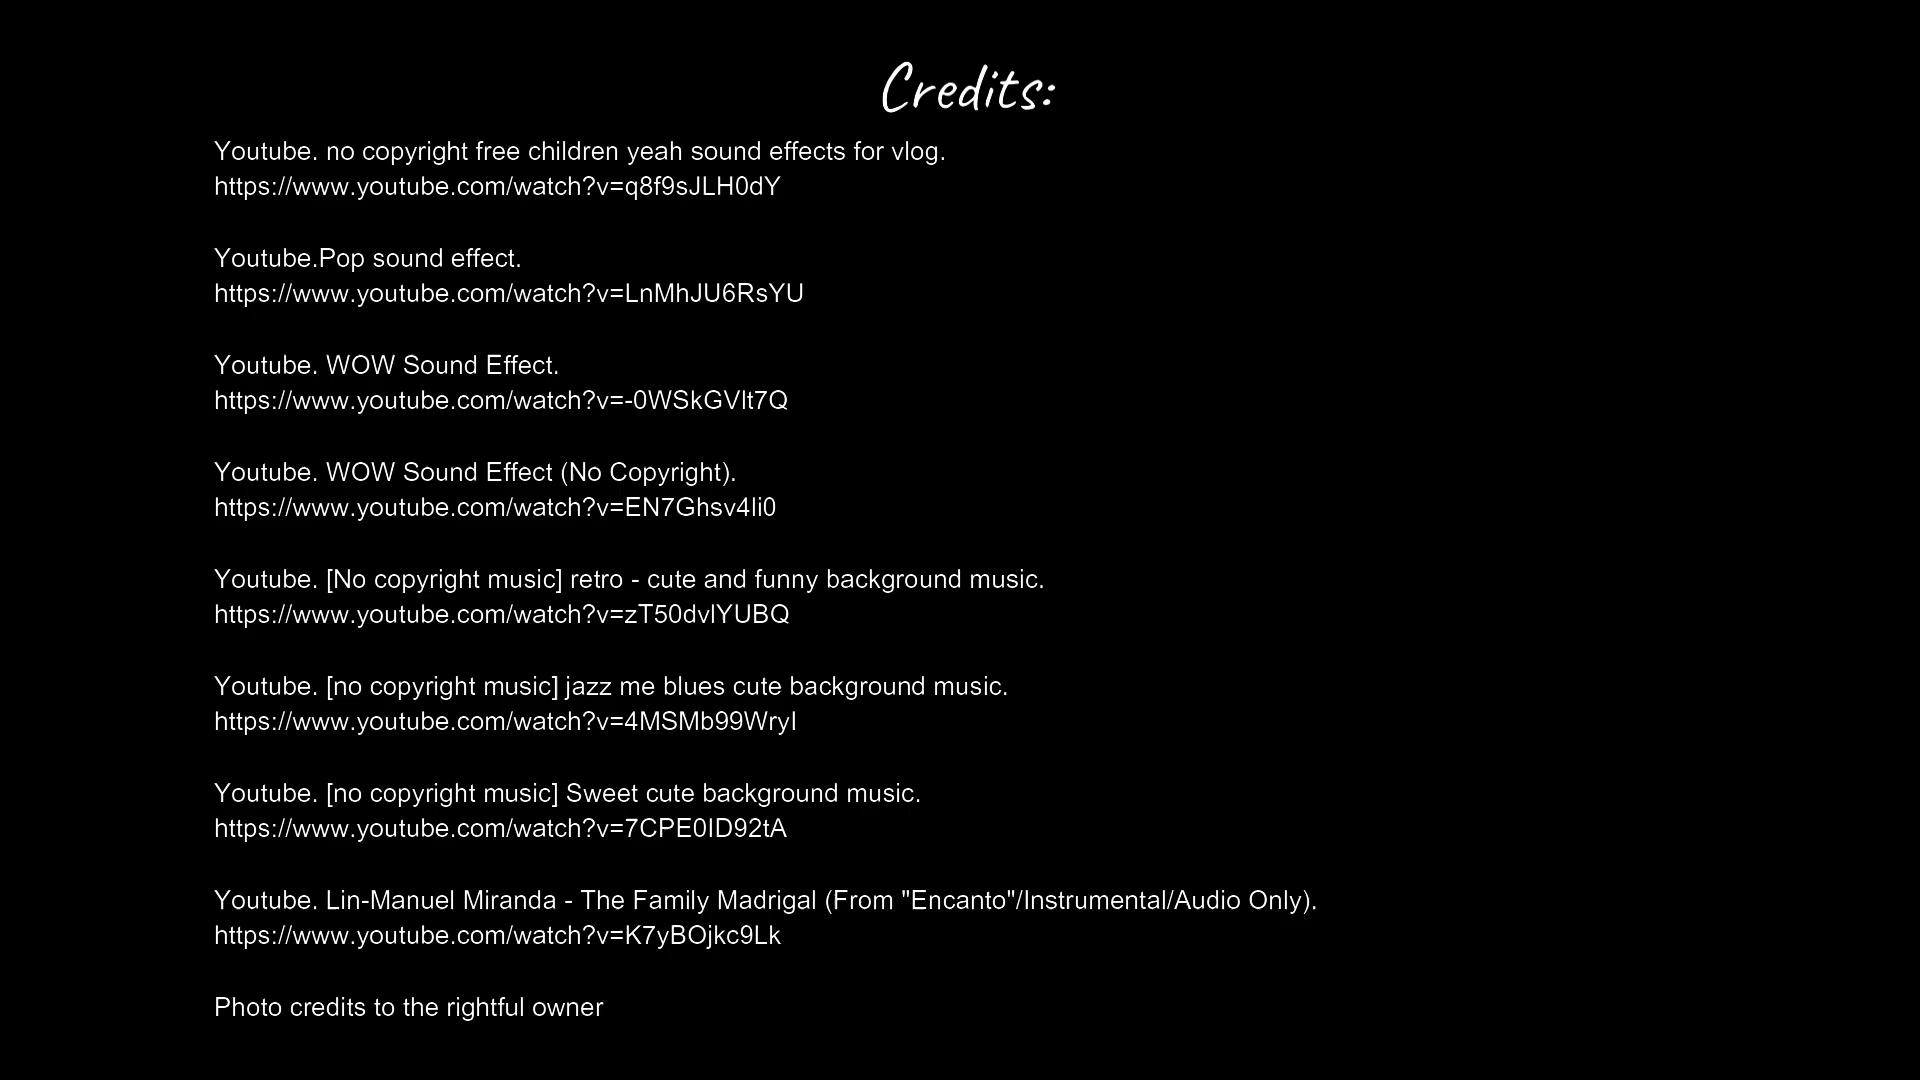 Credits:
Youtube. no copyright free children yeah sound effects for vlog.
https://www.youtube.com/watch?v=q8f9sJLH0dY
Youtube.Pop sound effect.
https://www.youtube.com/watch?v=LnMhJU6RsYU
Youtube. WOW Sound Effect.
https://www.youtube.com/watch?v=-0WSkGVlt7Q
Youtube. WOW Sound Effect (No Copyright).
https://www.youtube.com/watch?v=EN7Ghsv4li0
Youtube. [No copyright music] retro - cute and funny background music.
https://www.youtube.com/watch?v=zT50dvlYUBQ
Youtube. [no copyright music] jazz me blues cute background music.
https://www.youtube.com/watch?v=4MSMb99WryI
Youtube. [no copyright music] Sweet cute background music.
https://www.youtube.com/watch?v=7CPE0ID92tA
Youtube. Lin-Manuel Miranda - The Family Madrigal (From "Encanto"/Instrumental/Audio Only).
https://www.youtube.com/watch?v=K7yBOjkc9Lk
Photo credits to the rightful owner